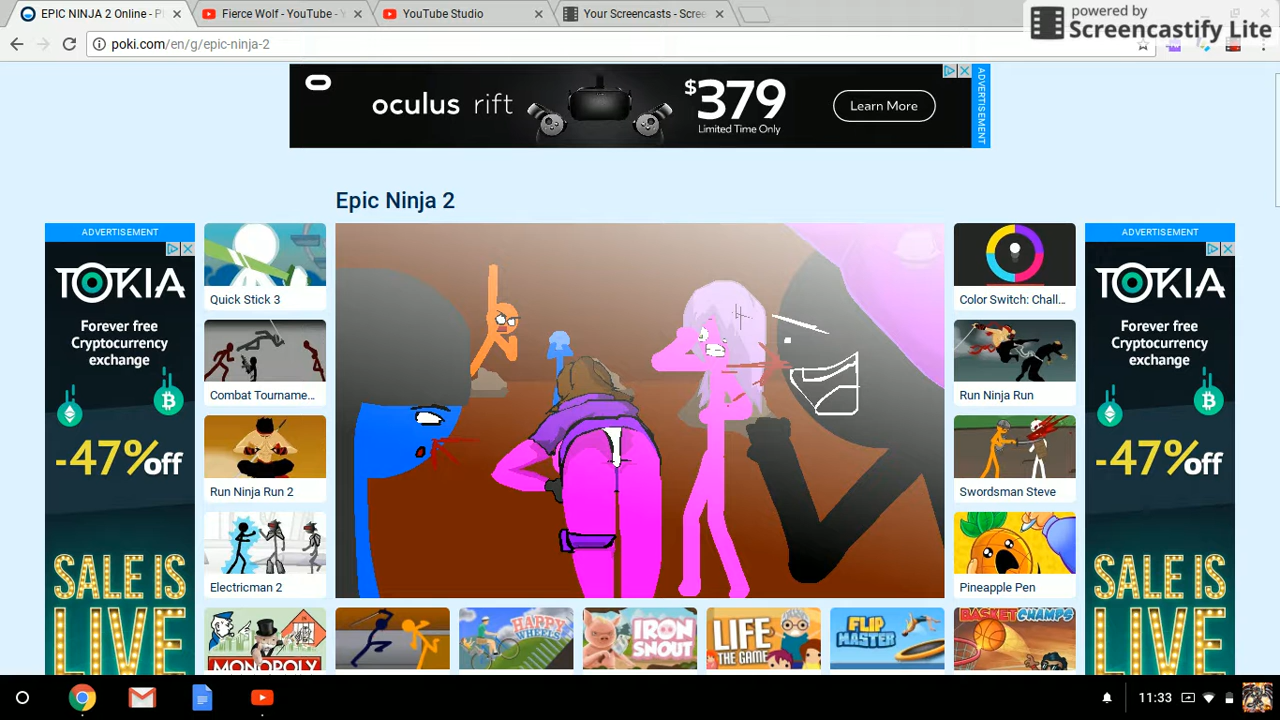 EPIC NINJA 2 Online - Pl
Fierce Wolf - YouTube - Y
YouTube Studio
Your Screencasts - Scree
powered by
Screencastify Lite
poki.com/en/g/epic-ninja-2
oculus rift
$379
Limited Time Only
Learn More
ADVERTISEMENT
Epic Ninja 2
ADVERTISEMENT
TOKIA
Forever free
Cryptocurrency
exchange
-47%off
SALE IS
LIVE
Quick Stick 3
Combat Tourname...
Run Ninja Run 2
Electricman 2
MONOPOLY
HAPPY
WHEELS
IRON
SNOUT
LIFE
THE GAME
FLIP
MASTER
Color Switch: Chall...
Run Ninja Run
Swordsman Steve
Pineapple Pen
BASKETCHAMPS
ADVERTISEMENT
TOKIA
Forever free
Cryptocurrency
exchange
-47%off
SALE IS
LIVE
11:33